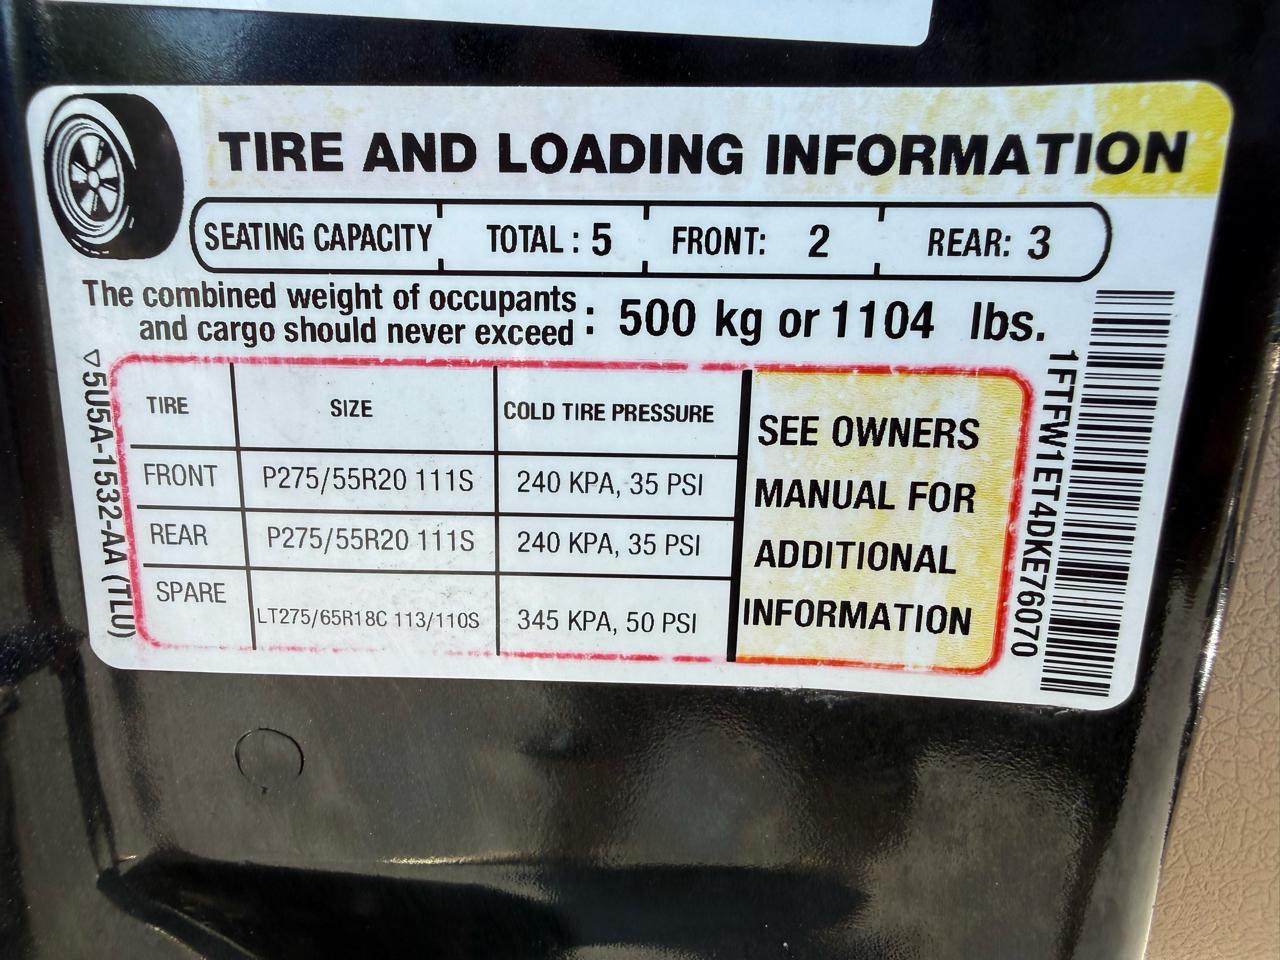 TIRE AND LOADING INFORMATION
SEATING CAPACITY TOTAL : 5 FRONT: 2 REAR: 3
The combined weight of occupants
and cargo should never exceed : 500 kg or 1104 lbs.
TIRE SIZE COLD TIRE PRESSURE
FRONT P275/55R20 111S 240 KPA, 35 PSI
REAR P275/55R20 111S 240 KPA, 35 PSI
SPARE LT275/65R18C 113/110S 345 KPA, 50 PSI
SEE OWNERS
MANUAL FOR
ADDITIONAL
INFORMATION
▽5U5A-1532-AA (TLU)
1FTFW1ET4DKE76070